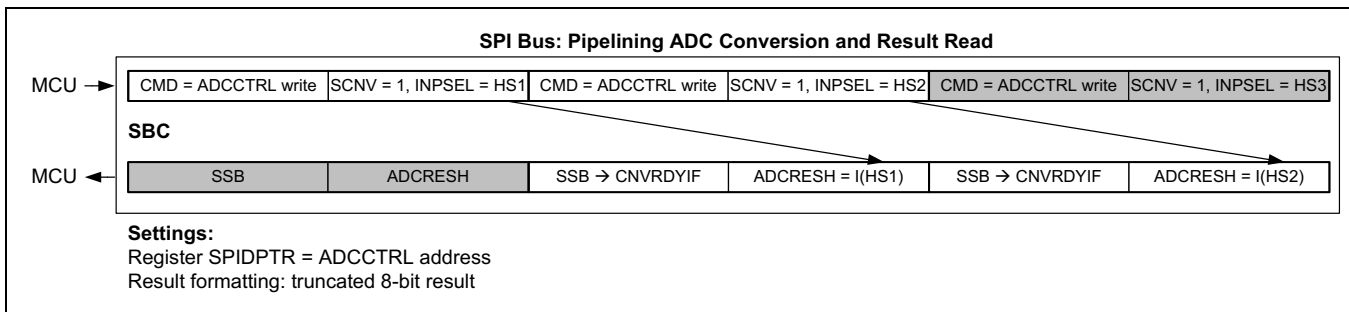 SPI Bus: Pipelining ADC Conversion and Result Read
MCU → CMD = ADCCTRL write SCNV = 1, INPSEL = HS1 CMD = ADCCTRL write SCNV = 1, INPSEL = HS2 CMD = ADCCTRL write SCNV = 1, INPSEL = HS3
SBC
MCU ← SSB ADCRESH SSB → CNVRDYIF ADCRESH = I(HS1) SSB → CNVRDYIF ADCRESH = I(HS2)
Settings:
Register SPIDPTR = ADCCTRL address
Result formatting: truncated 8-bit result